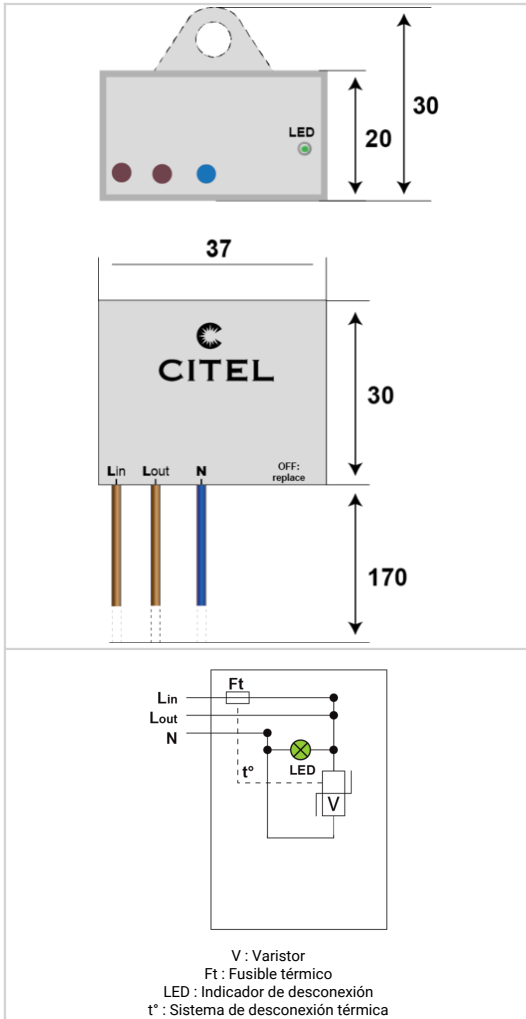 30
LED
20
37
C
CITEL
30
Lin Lout N OFF:
replace
170
Ft
Lin
Lout
N
t° LED
V
V : Varistor
Ft : Fusible térmico
LED : Indicador de desconexión
t° : Sistema de desconexión térmica